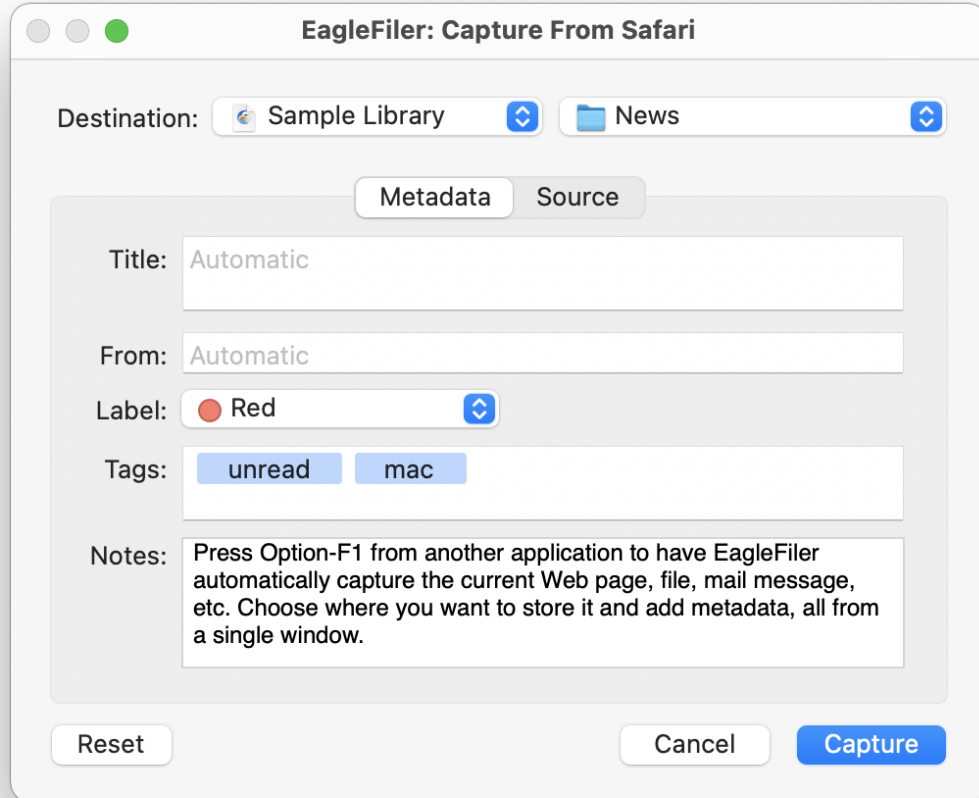 EagleFiler: Capture From Safari
Destination: Sample Library News
Metadata Source
Title: Automatic
From: Automatic
Label: Red
Tags: unread mac
Notes: Press Option-F1 from another application to have EagleFiler
automatically capture the current Web page, file, mail message,
etc. Choose where you want to store it and add metadata, all from
a single window.
Reset Cancel Capture